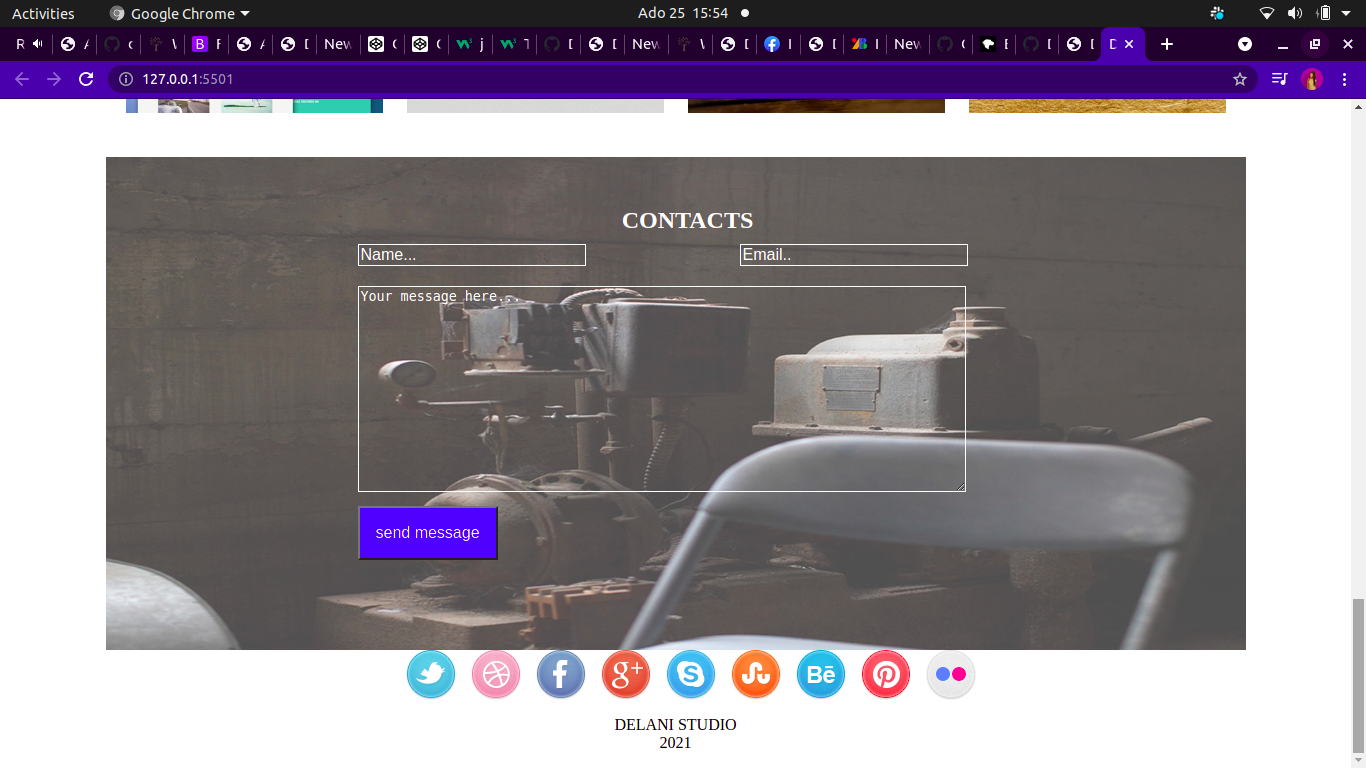 Activities Google Chrome Ado 25 15:54
R A W B F A D New C C j T D D New W D I D I New C E D D
127.0.0.1:5501
CONTACTS
Name... Email..
Your message here...
send message
f g+ S Bē
DELANI STUDIO
2021